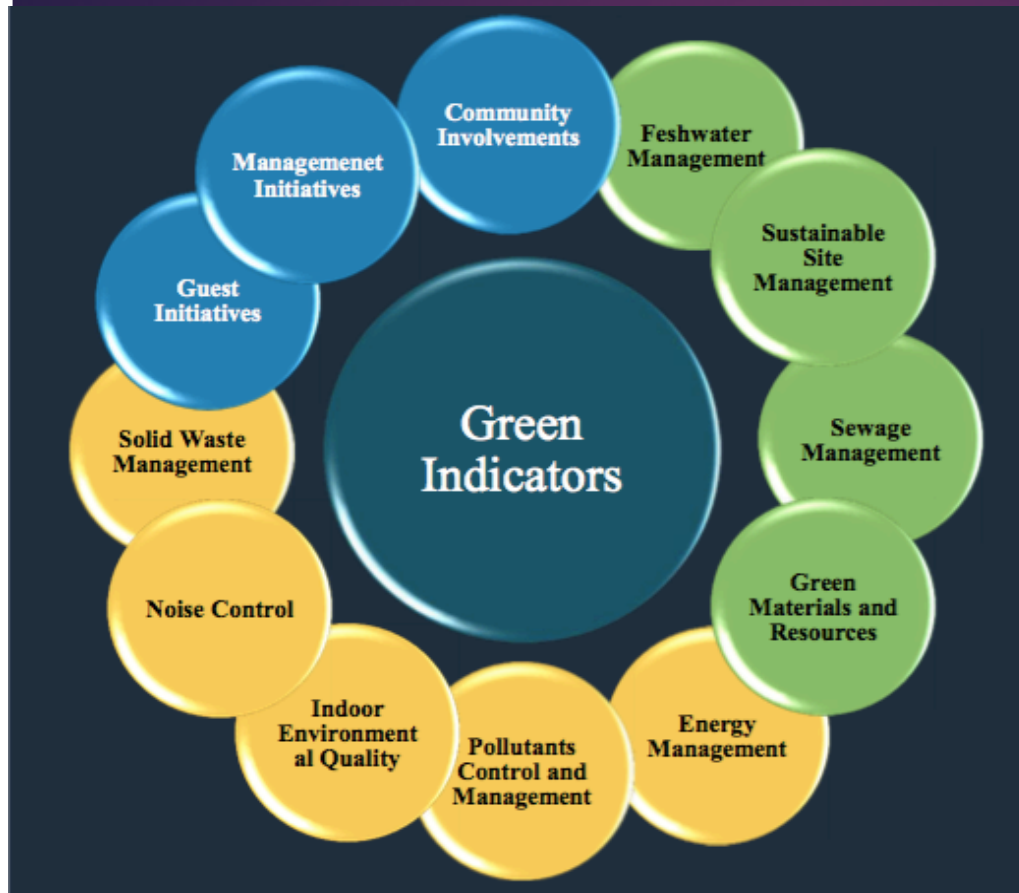 Community
Involvements
Feshwater
Management
Sustainable
Site
Management
Sewage
Management
Green
Materials and
Resources
Energy
Management
Pollutants
Control and
Management
Indoor
Environment
al Quality
Noise Control
Solid Waste
Management
Guest
Initiatives
Managemenet
Initiatives
Green
Indicators